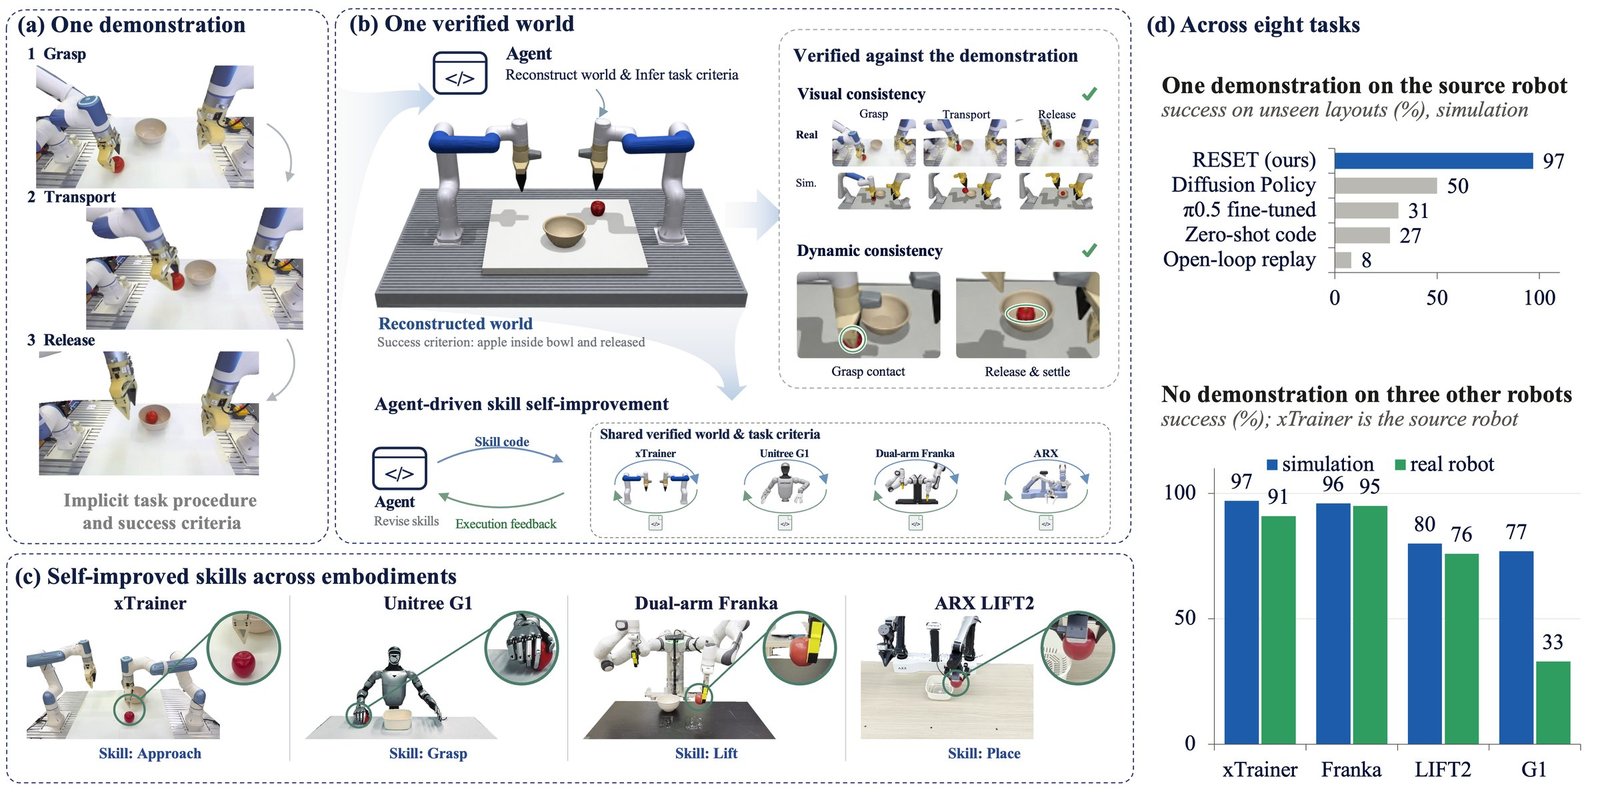 (a) One demonstration
1 Grasp
2 Transport
3 Release
Implicit task procedure
and success criteria
(b) One verified world
</>
Agent
Reconstruct world & Infer task criteria
Reconstructed world
Success criterion: apple inside bowl and released
Verified against the demonstration
Visual consistency
Grasp
Transport
Release
Real
Sim.
Dynamic consistency
Grasp contact
Release & settle
Agent-driven skill self-improvement
</>
Agent
Revise skills
Skill code
Execution feedback
Shared verified world & task criteria
xTrainer
Unitree G1
Dual-arm Franka
ARX
</>
</>
</>
</>
(c) Self-improved skills across embodiments
xTrainer
Unitree G1
Dual-arm Franka
ARX LIFT2
Skill: Approach
Skill: Grasp
Skill: Lift
Skill: Place
(d) Across eight tasks
One demonstration on the source robot
success on unseen layouts (%), simulation
RESET (ours) 97
Diffusion Policy 50
π0.5 fine-tuned 31
Zero-shot code 27
Open-loop replay 8
0 50 100
No demonstration on three other robots
success (%); xTrainer is the source robot
simulation real robot
97 91 96 95 80 76 77 33
100
50
0
xTrainer Franka LIFT2 G1